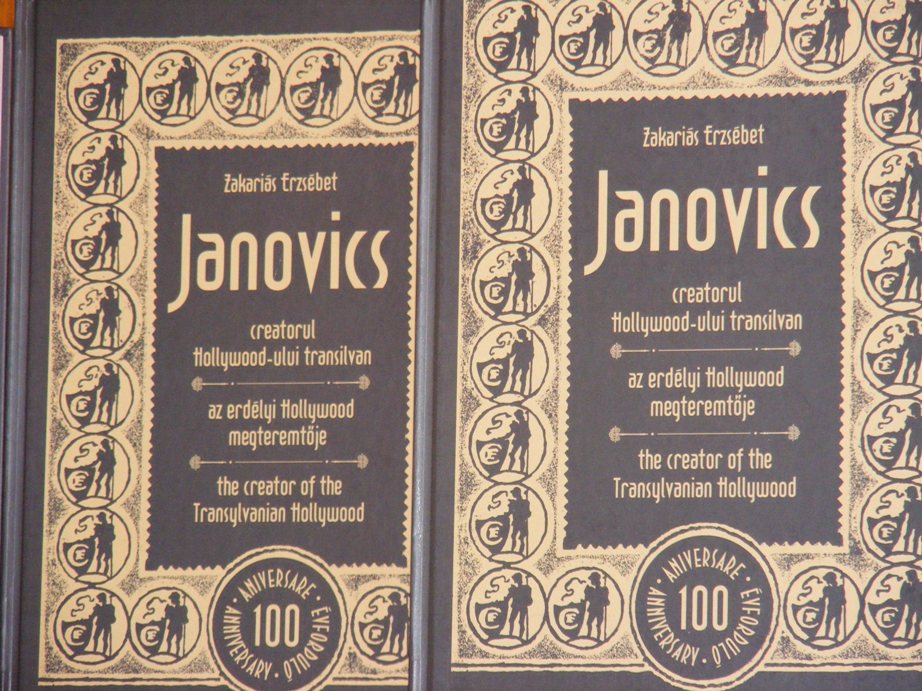 Zakariás Erzsébet
Janovics
creatorul
Hollywood-ului transilvan
az erdélyi Hollywood
megteremtője
the creator of the
Transylvanian Hollywood
ANIVERSARE · ÉVFORDULÓ · ANNIVERSARY ·
100
Zakariás Erzsébet
Janovics
creatorul
Hollywood-ului transilvan
az erdélyi Hollywood
megteremtője
the creator of the
Transylvanian Hollywood
ANIVERSARE · ÉVFORDULÓ · ANNIVERSARY ·
100